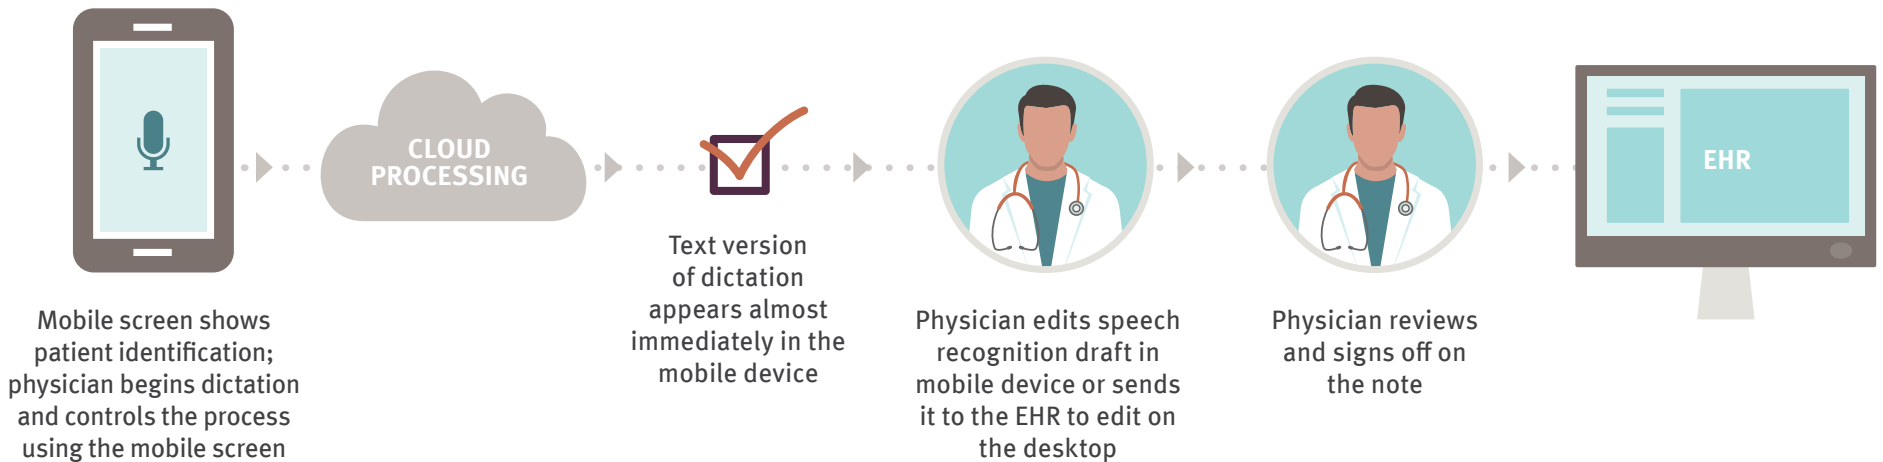 CLOUD
PROCESSING
EHR
Mobile screen shows
patient identification;
physician begins dictation
and controls the process
using the mobile screen
Text version
of dictation
appears almost
immediately in the
mobile device
Physician edits speech
recognition draft in
mobile device or sends
it to the EHR to edit on
the desktop
Physician reviews
and signs off on
the note